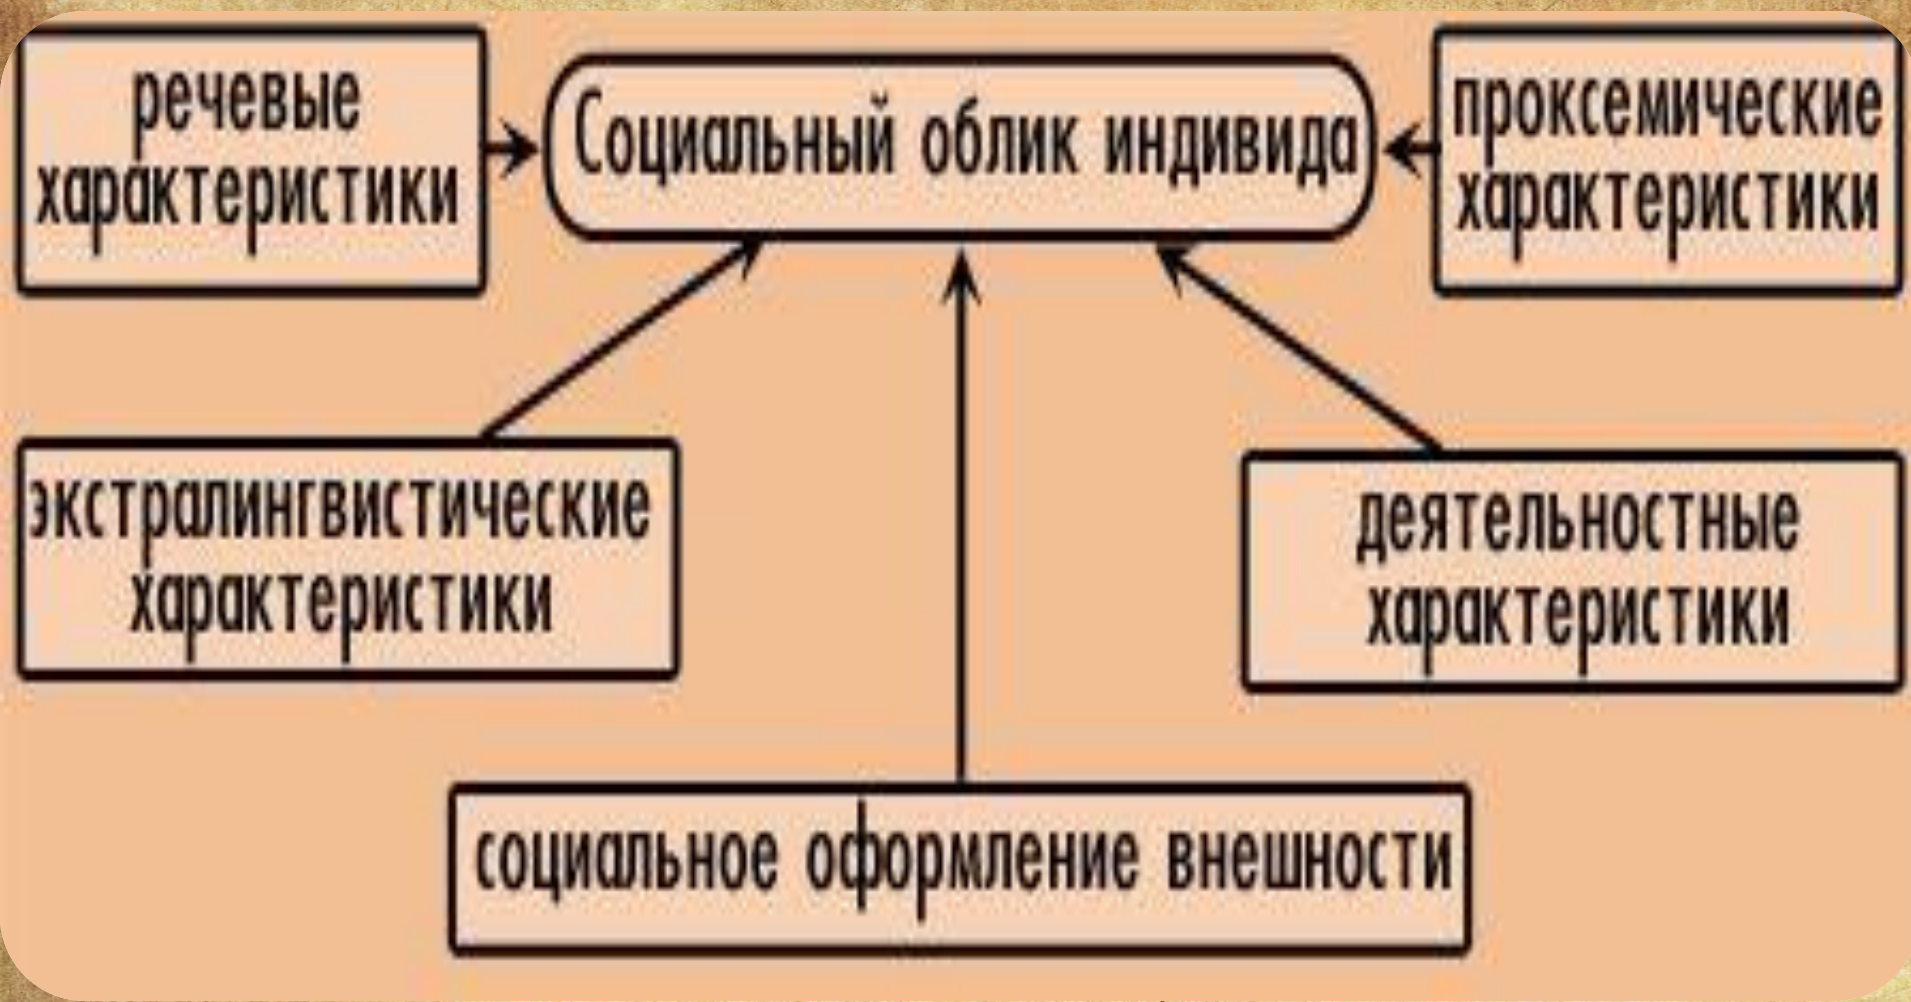 речевые
характеристики
Социальный облик индивида
проксемические
характеристики
экстралингвистические
характеристики
деятельностные
характеристики
социальное оформление внешности